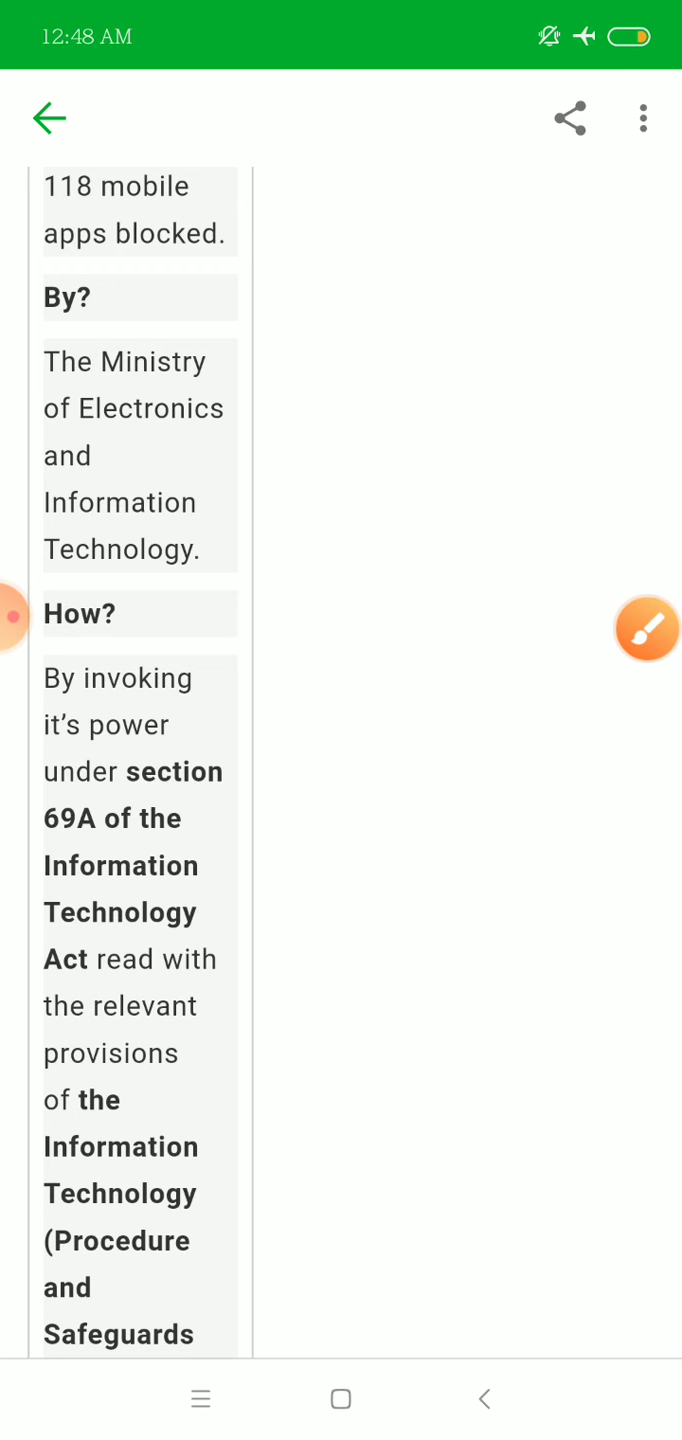 12:48 AM
118 mobile
apps blocked.
By?
The Ministry
of Electronics
and
Information
Technology.
How?
By invoking
it’s power
under section
69A of the
Information
Technology
Act read with
the relevant
provisions
of the
Information
Technology
(Procedure
and
Safeguards